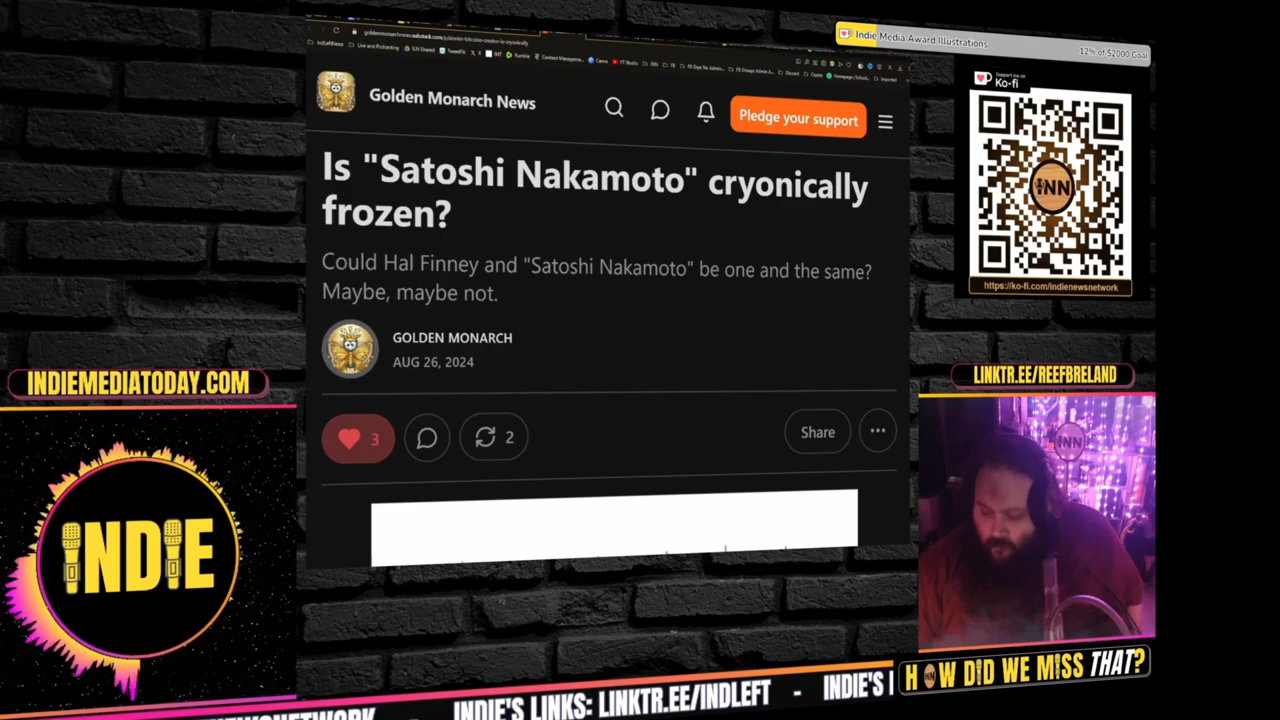 Indie Media Award Illustrations
12% of $2000 Goal
Support me on
Ko-fi
INN
https://ko-fi.com/indienewsnetwork
Golden Monarch News
Pledge your support
Is "Satoshi Nakamoto" cryonically
frozen?
Could Hal Finney and "Satoshi Nakamoto" be one and the same?
Maybe, maybe not.
GOLDEN MONARCH
AUG 26, 2024
3
2
Share
INDIEMEDIATODAY.COM
INDIE
LINKTR.EE/REEFBRELAND
INN
HOW DID WE MISS THAT?
INDIE'S LINKS: LINKTR.EE/INDLEFT - INDIE'S